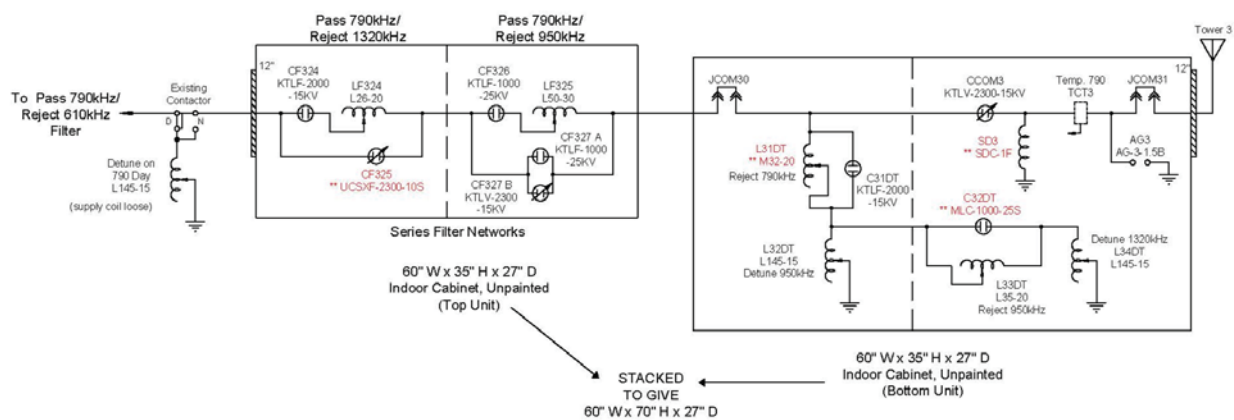 Pass 790kHz/
Reject 1320kHz
Pass 790kHz/
Reject 950kHz
To Pass 790kHz/
Reject 610kHz
Filter
Existing
Contactor
D
N
Detune on
790 Day
L145-15
(supply coil loose)
12"
CF324
KTLF-2000
-15KV
LF324
L26-20
CF325
** UCSXF-2300-10S
CF326
KTLF-1000
-25KV
LF325
L50-30
CF327 A
KTLF-1000
-25KV
CF327 B
KTLV-2300
-15KV
Series Filter Networks
60" W x 35" H x 27" D
Indoor Cabinet, Unpainted
(Top Unit)
JCOM30
L31DT
** M32-20
Reject 790kHz
C31DT
KTLF-2000
-15KV
L32DT
L145-15
Detune 950kHz
CCOM3
KTLV-2300-15KV
SD3
** SDC-1F
Temp. 790
TCT3
JCOM31
12"
Tower 3
AG3
AG-3-1.5B
C32DT
** MLC-1000-25S
L33DT
L35-20
Reject 950kHz
Detune 1320kHz
L34DT
L145-15
60" W x 35" H x 27" D
Indoor Cabinet, Unpainted
(Bottom Unit)
STACKED
TO GIVE
60" W x 70" H x 27" D